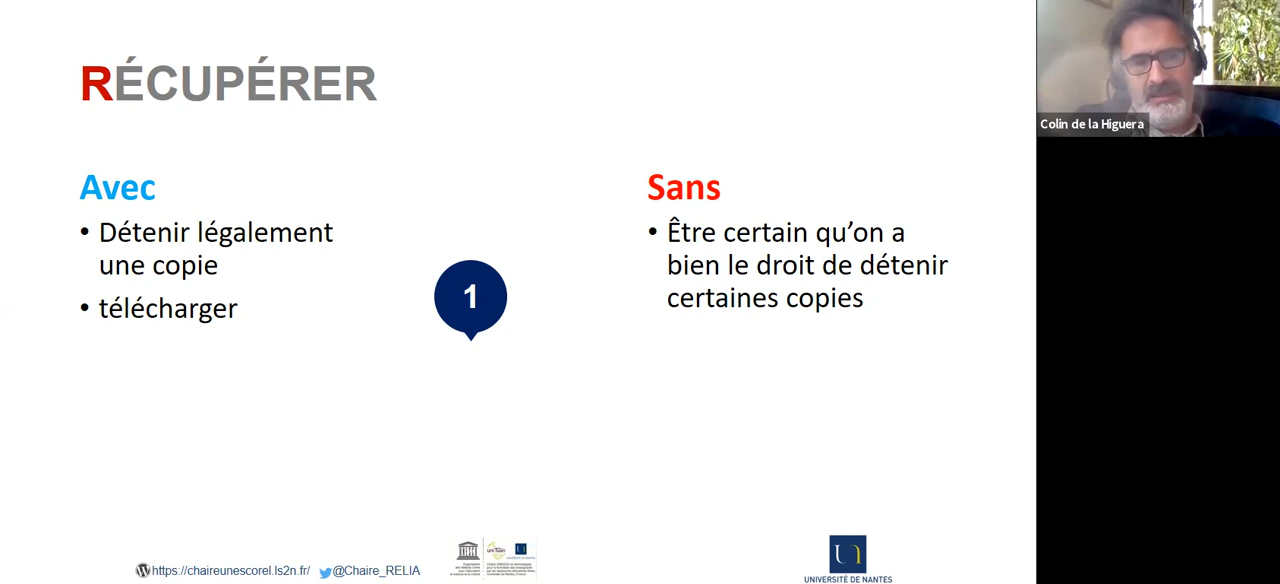 RÉCUPÉRER
Avec
• Détenir légalement
une copie
• télécharger
1
Sans
• Être certain qu’on a
bien le droit de détenir
certaines copies
https://chaireunescorel.ls2n.fr/
@Chaire_RELIA
UNIVERSITÉ DE NANTES
Colin de la Higuera